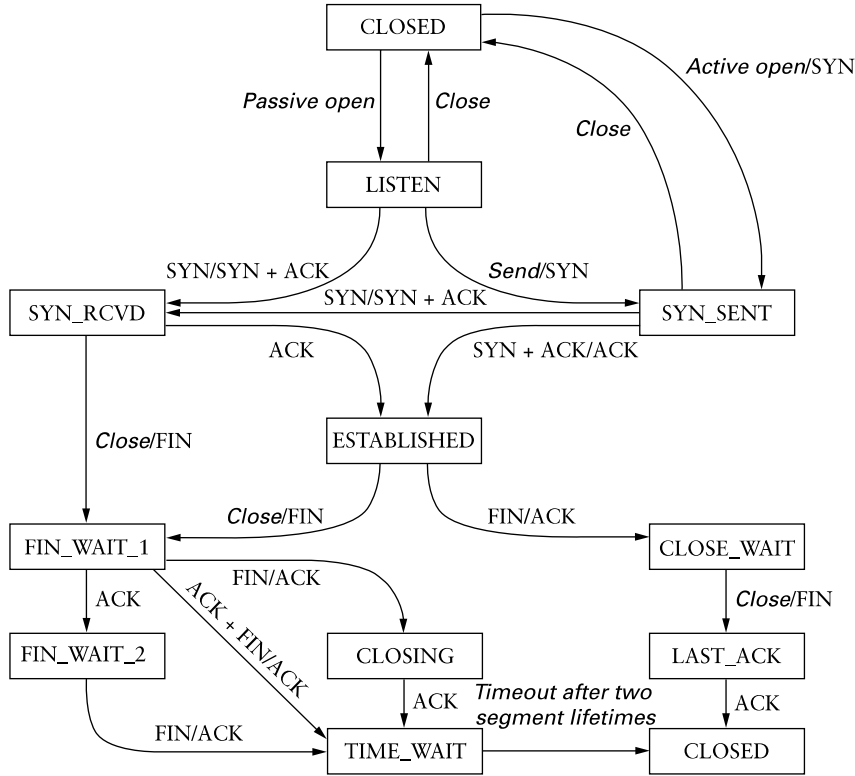 CLOSED
Active open/SYN
Passive open
Close
Close
LISTEN
SYN/SYN + ACK
Send/SYN
SYN/SYN + ACK
SYN_RCVD
SYN_SENT
ACK
SYN + ACK/ACK
Close/FIN
ESTABLISHED
Close/FIN
FIN/ACK
FIN_WAIT_1
CLOSE_WAIT
FIN/ACK
ACK
ACK + FIN/ACK
Close/FIN
FIN_WAIT_2
CLOSING
LAST_ACK
ACK
Timeout after two
segment lifetimes
ACK
FIN/ACK
TIME_WAIT
CLOSED